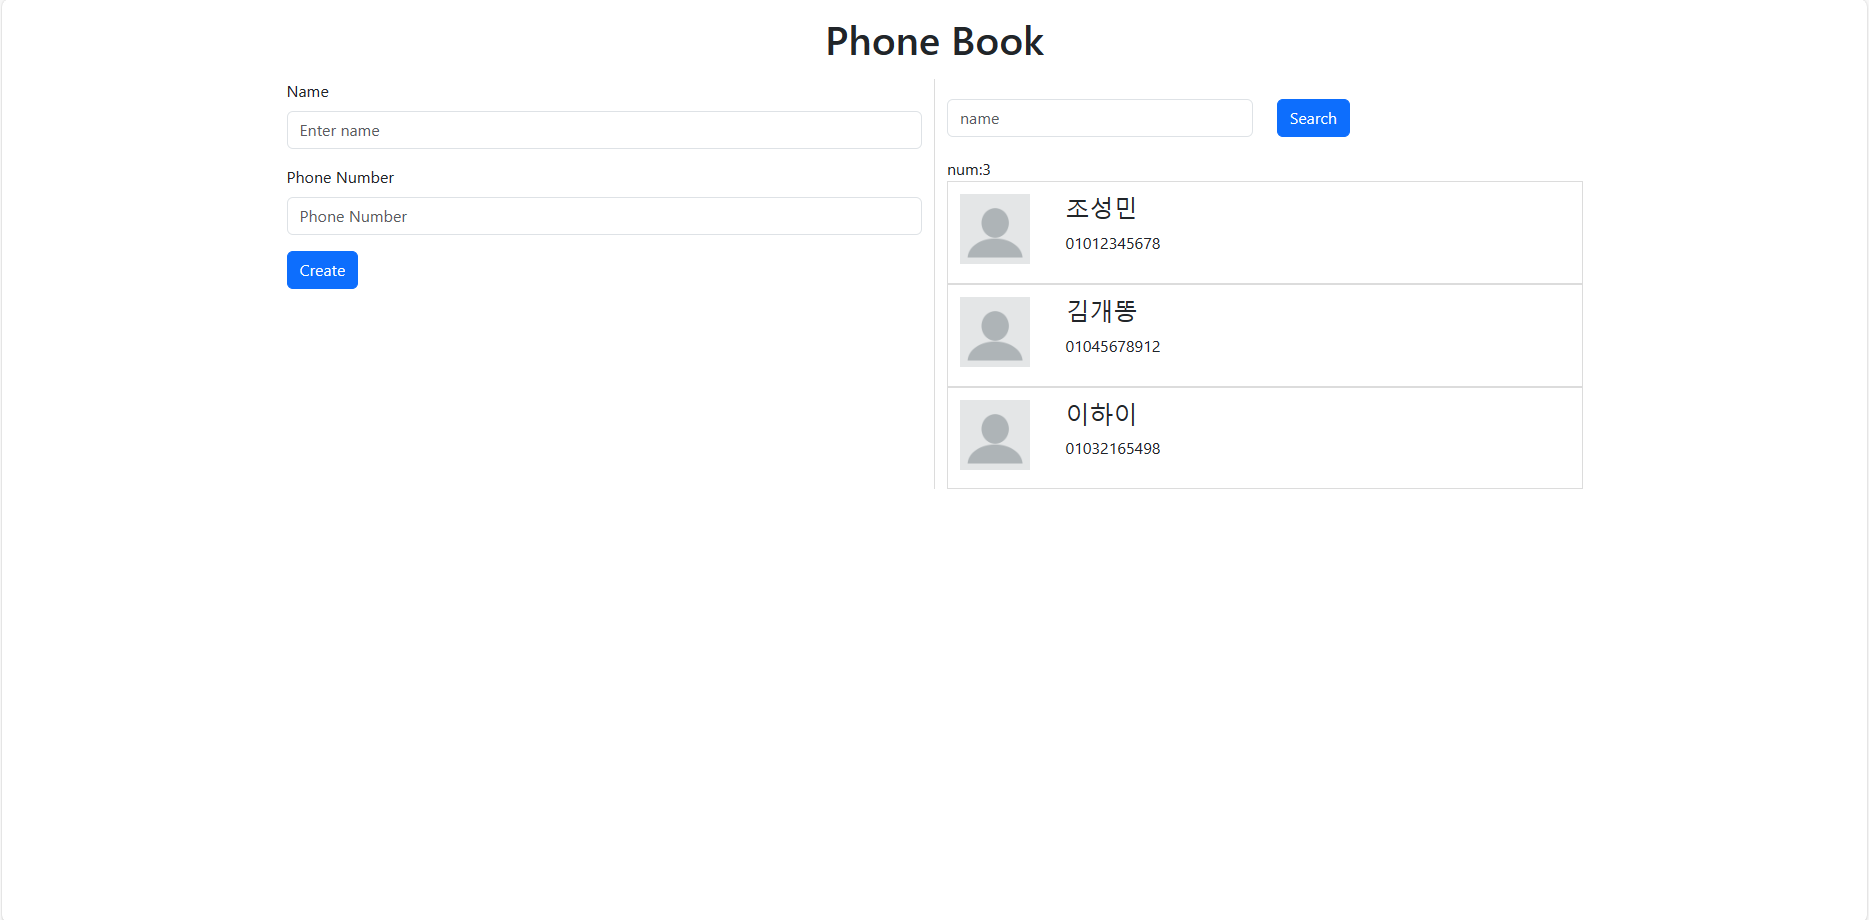 Phone Book
Name
Enter name
Phone Number
Phone Number
Create
name
Search
num:3
조성민
01012345678
김개똥
01045678912
이하이
01032165498